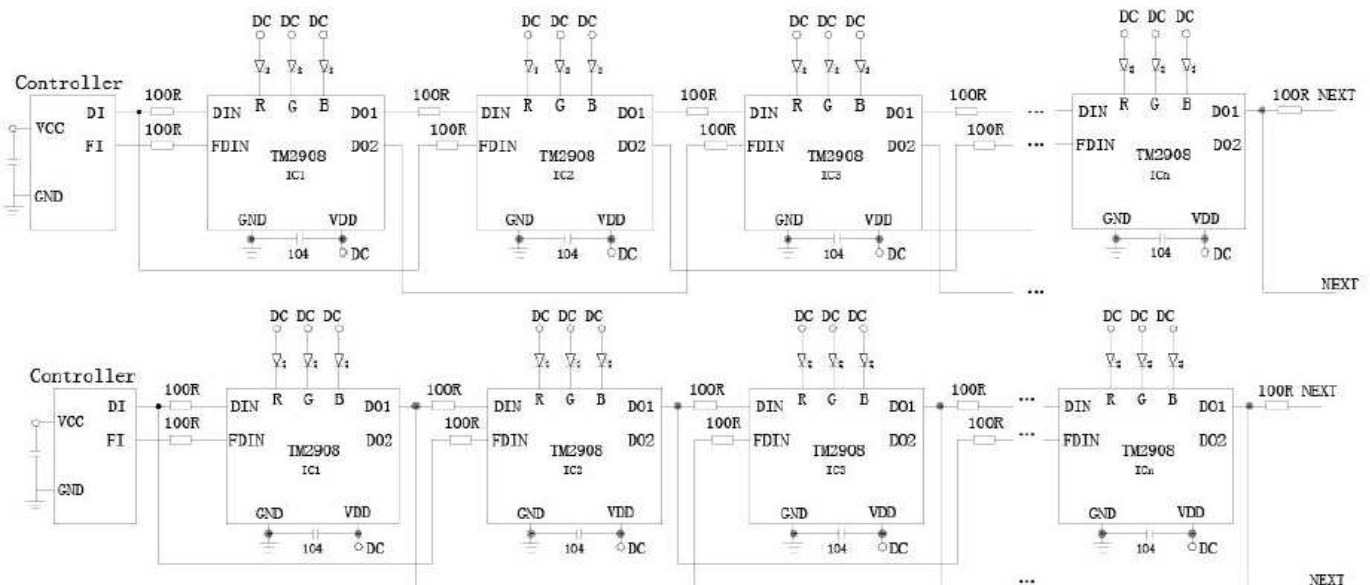 DC DC DC DC DC DC DC DC DC DC DC DC
Controller
DI 100R DIN R G B DO1 100R DIN R G B DO1 100R DIN R G B DO1 100R ... DIN R G B DO1 100R NEXT
VCC
FI 100R FDIN DO2 100R FDIN DO2 100R FDIN DO2 100R ... FDIN DO2
TM2908 TM2908 TM2908 TM2908
IC1 IC2 IC3 ICn
GND GND VDD GND VDD GND VDD GND VDD
104 DC 104 DC 104 DC 104 DC
... NEXT
DC DC DC DC DC DC DC DC DC DC DC DC
Controller
DI 100R DIN R G B DO1 100R DIN R G B DO1 100R DIN R G B DO1 100R ... DIN R G B DO1 100R NEXT
VCC
FI 100R FDIN DO2 100R FDIN DO2 100R FDIN DO2 100R ... FDIN DO2
TM2908 TM2908 TM2908 TM2908
IC1 IC2 IC3 ICn
GND GND VDD GND VDD GND VDD GND VDD
104 DC 104 DC 104 DC 104 DC
... NEXT